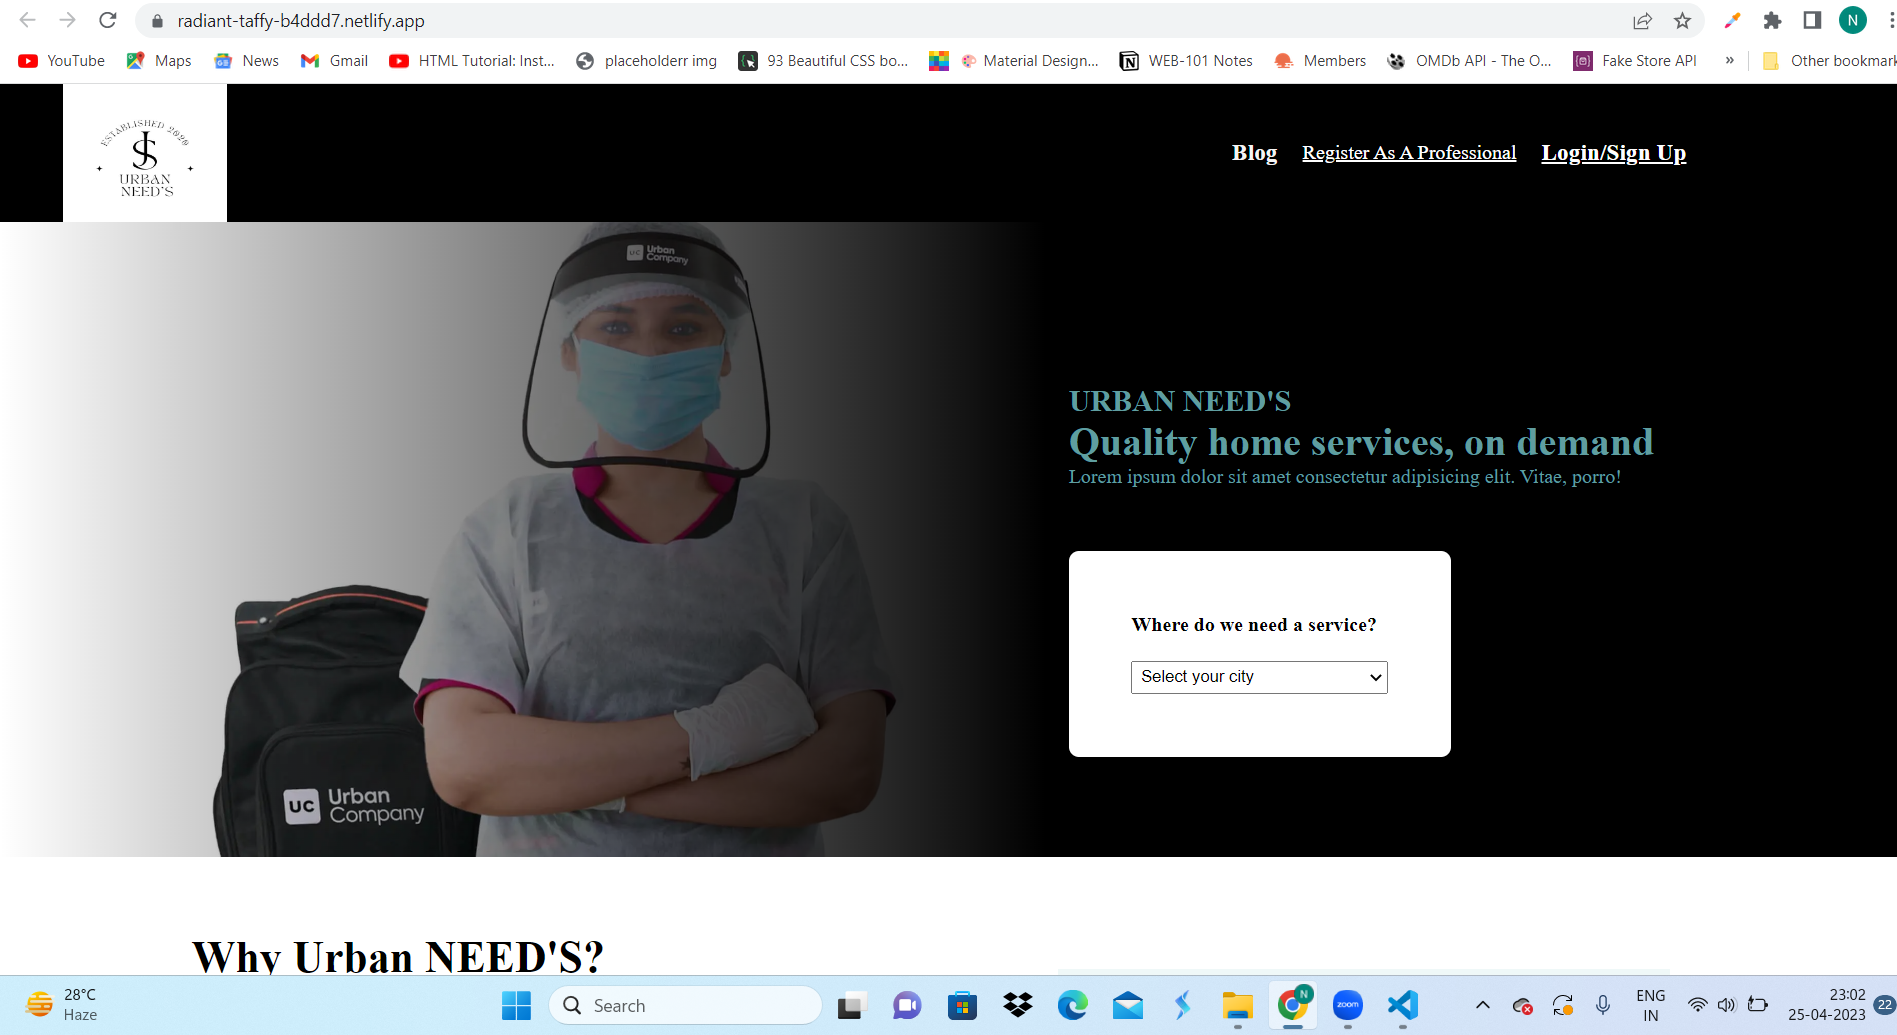 radiant-taffy-b4ddd7.netlify.app
N
YouTube
Maps
News
Gmail
HTML Tutorial: Inst...
placeholderr img
93 Beautiful CSS bo...
Material Design...
WEB-101 Notes
Members
OMDb API - The O...
Fake Store API
»
Other bookmark
ESTABLISHED 2020
JS
URBAN
NEED'S
Blog
Register As A Professional
Login/Sign Up
UC Urban
Company
URBAN NEED'S
Quality home services, on demand
Lorem ipsum dolor sit amet consectetur adipisicing elit. Vitae, porro!
Where do we need a service?
Select your city
UC Urban
Company
Why Urban NEED'S?
28°C
Haze
Search
N
zoom
ENG
IN
23:02
25-04-2023
22